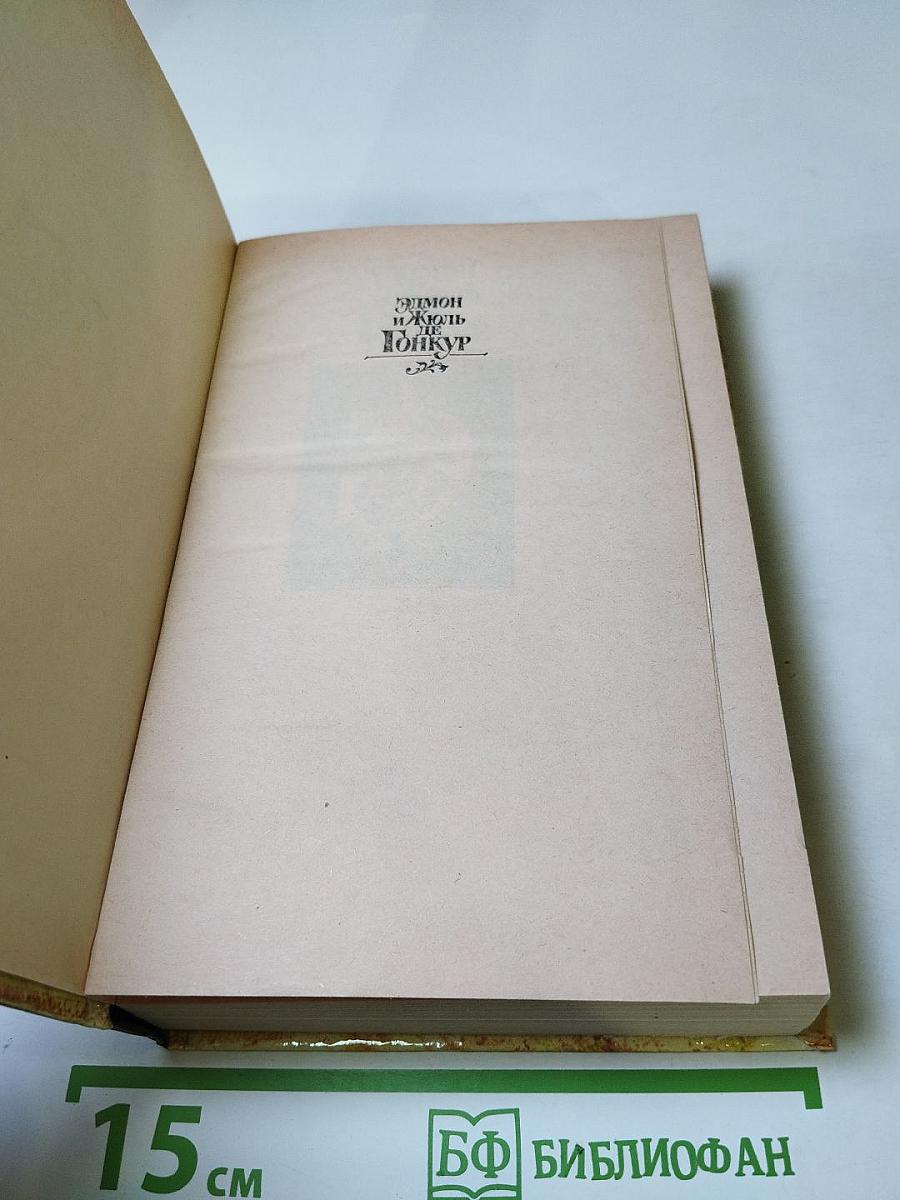 Эдмон
и Жюль
де
Гонкур
15 см
БФ БИБЛИОФАН